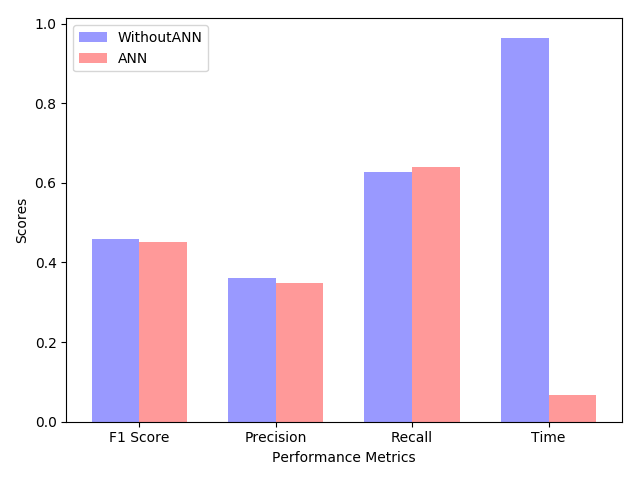 WithoutANN
ANN
1.0
0.8
0.6
0.4
0.2
0.0
Scores
F1 Score Precision Recall Time
Performance Metrics